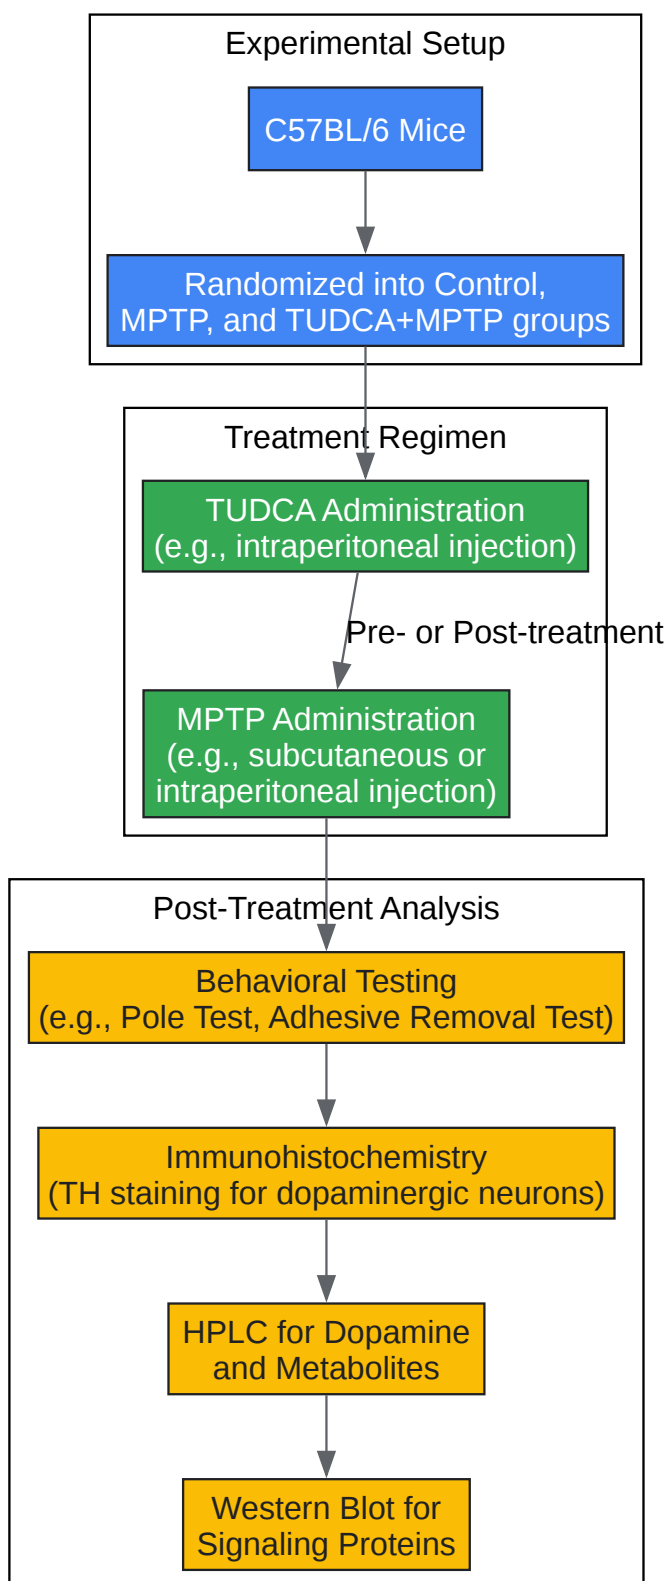 Experimental Setup
C57BL/6 Mice
Randomized into Control,
MPTP, and TUDCA+MPTP groups
Treatment Regimen
TUDCA Administration
(e.g., intraperitoneal injection)
Pre- or Post-treatment
MPTP Administration
(e.g., subcutaneous or
intraperitoneal injection)
Post-Treatment Analysis
Behavioral Testing
(e.g., Pole Test, Adhesive Removal Test)
Immunohistochemistry
(TH staining for dopaminergic neurons)
HPLC for Dopamine
and Metabolites
Western Blot for
Signaling Proteins